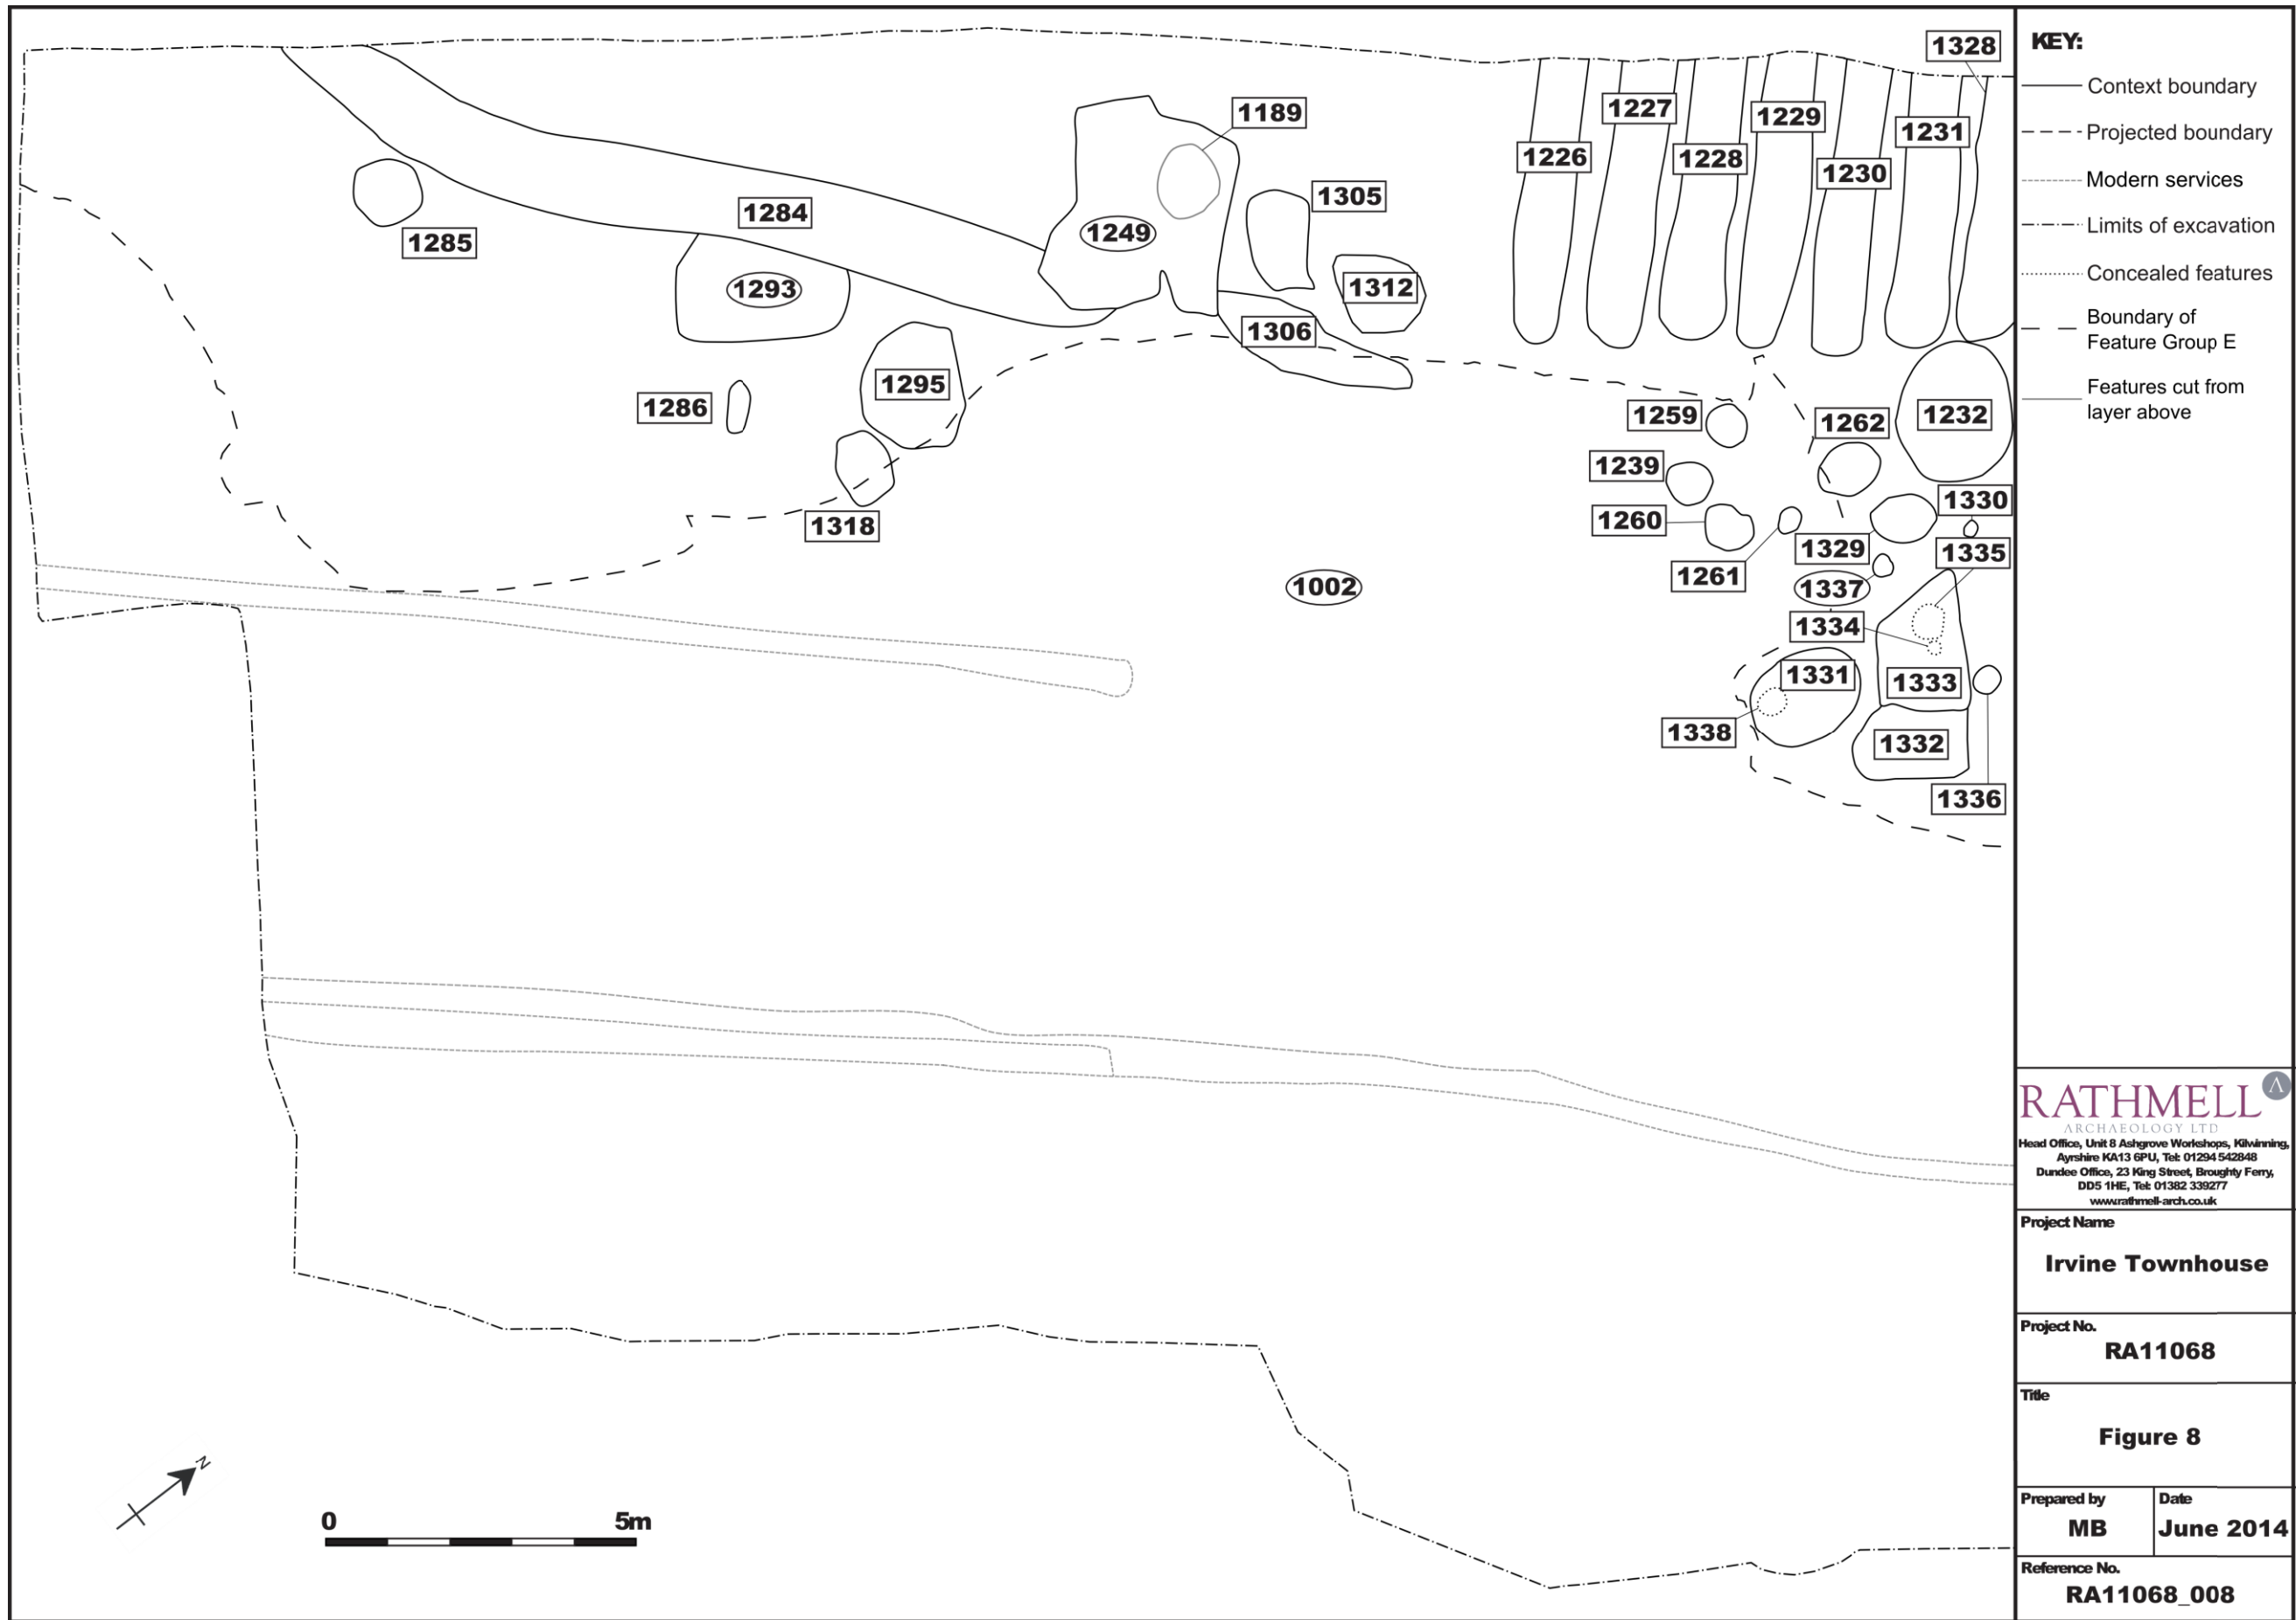 1328
1189
1227
1229
1231
1226
1228
1230
1305
1284
1249
1285
1293
1312
1306
1295
1286
1259
1262
1232
1239
1260
1330
1318
1329
1335
1261
1337
1002
1334
1331
1333
1338
1332
1336
N
0 5m
KEY:
Context boundary
Projected boundary
Modern services
Limits of excavation
Concealed features
Boundary of
Feature Group E
Features cut from
layer above
RATHMELL
ARCHAEOLOGY LTD
Head Office, Unit 8 Ashgrove Workshops, Kilwinning,
Ayrshire KA13 6PU, Tel: 01294 542848
Dundee Office, 23 King Street, Broughty Ferry,
DD5 1HE, Tel: 01382 339277
www.rathmell-arch.co.uk
Project Name
Irvine Townhouse
Project No.
RA11068
Title
Figure 8
Prepared by
MB
Date
June 2014
Reference No.
RA11068_008